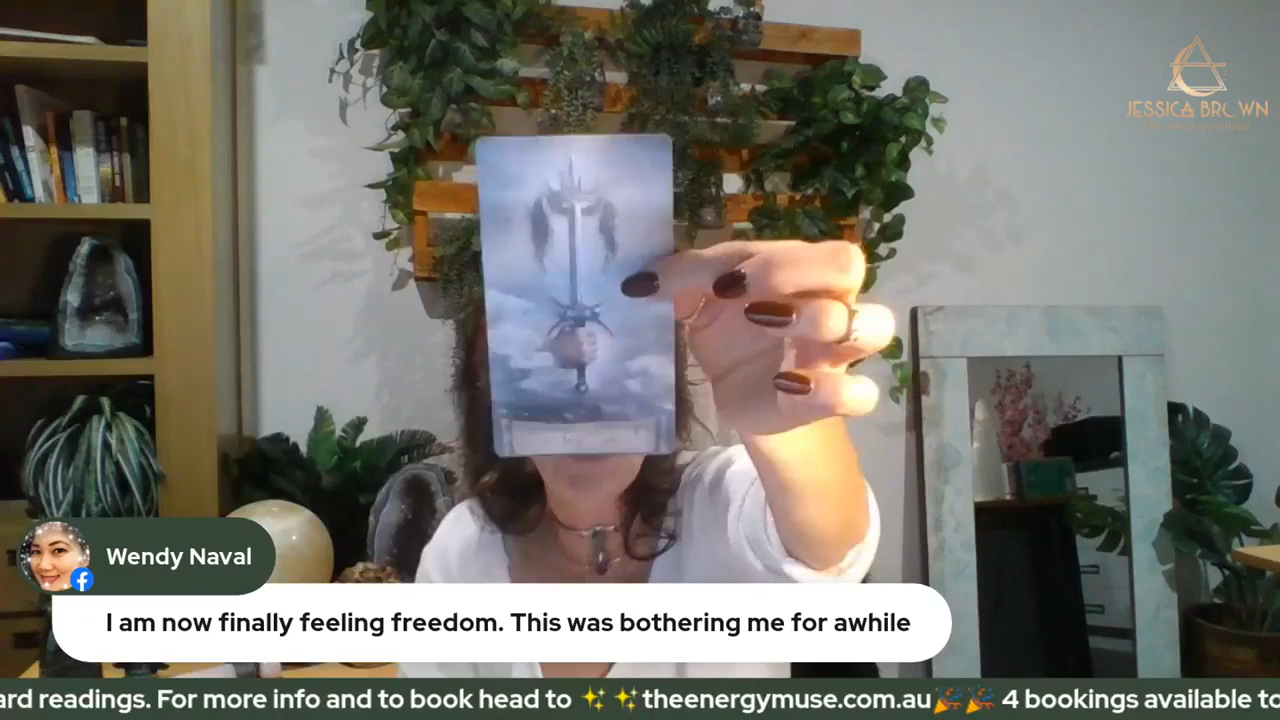 JESSICA BROWN
Wendy Naval
I am now finally feeling freedom. This was bothering me for awhile
ard readings. For more info and to book head to ✨ ✨theenergymuse.com.au🎉🎉 4 bookings available to